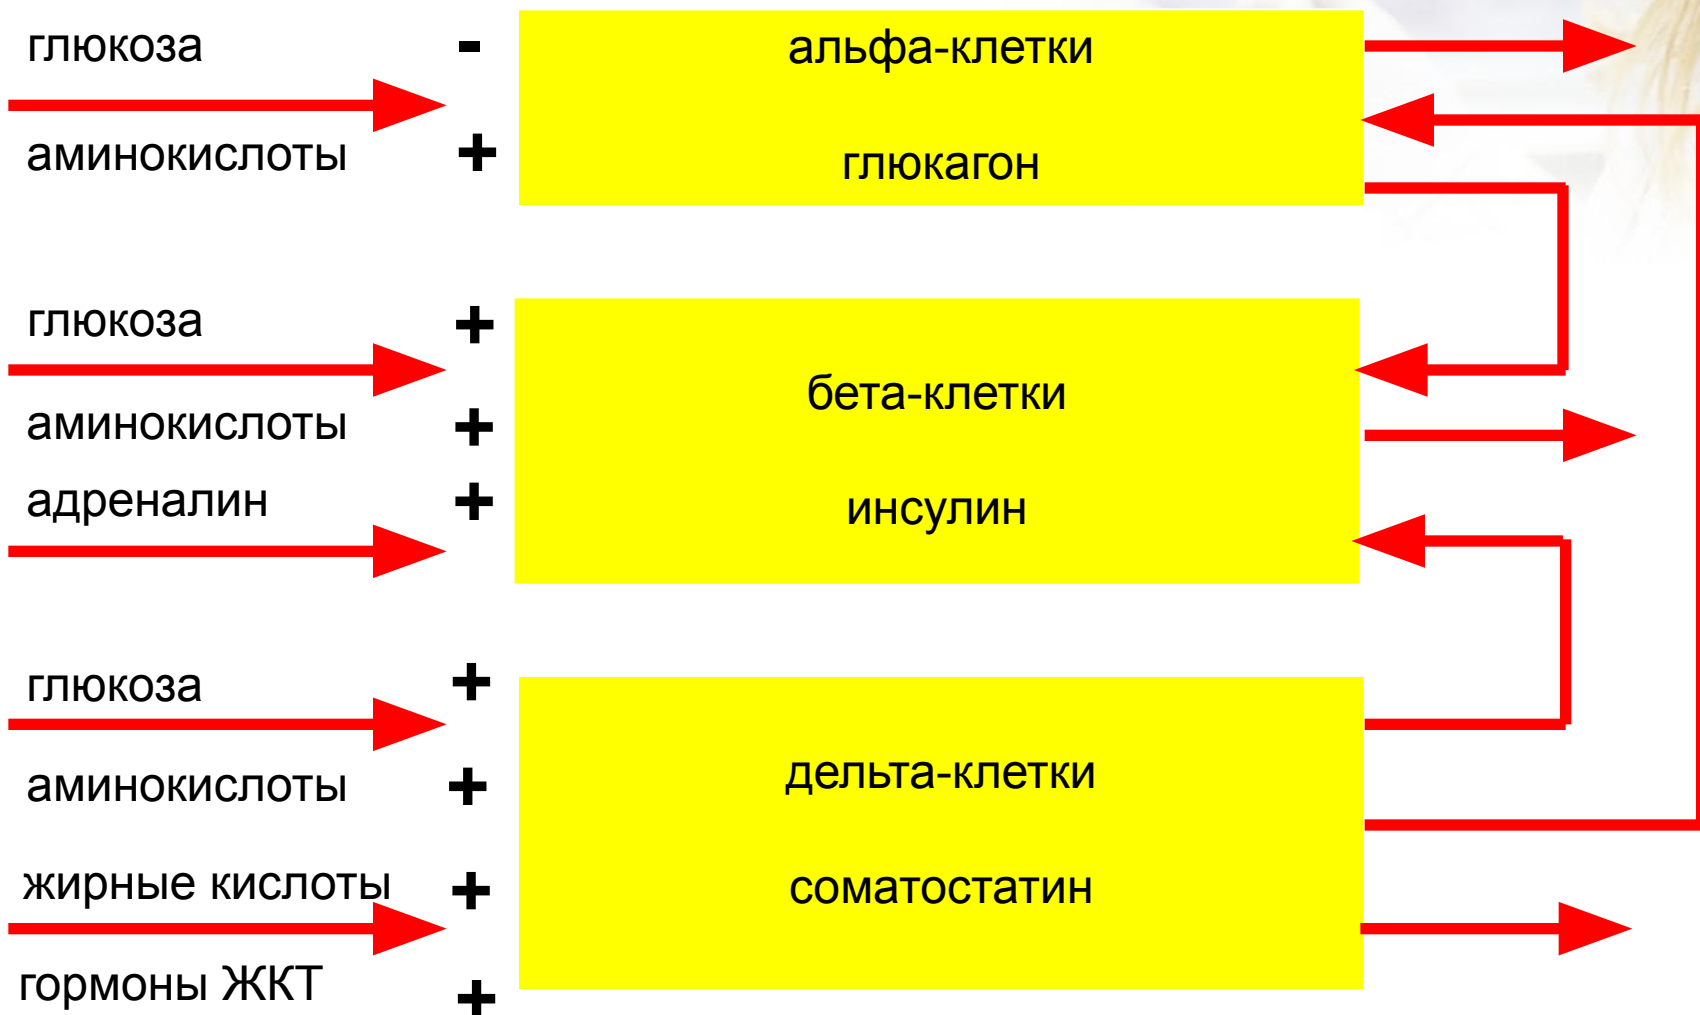 глюкоза - альфа-клетки
аминокислоты + глюкагон
глюкоза +
бета-клетки
аминокислоты +
адреналин + инсулин
глюкоза +
аминокислоты + дельта-клетки
жирные кислоты + соматостатин
гормоны ЖКТ +